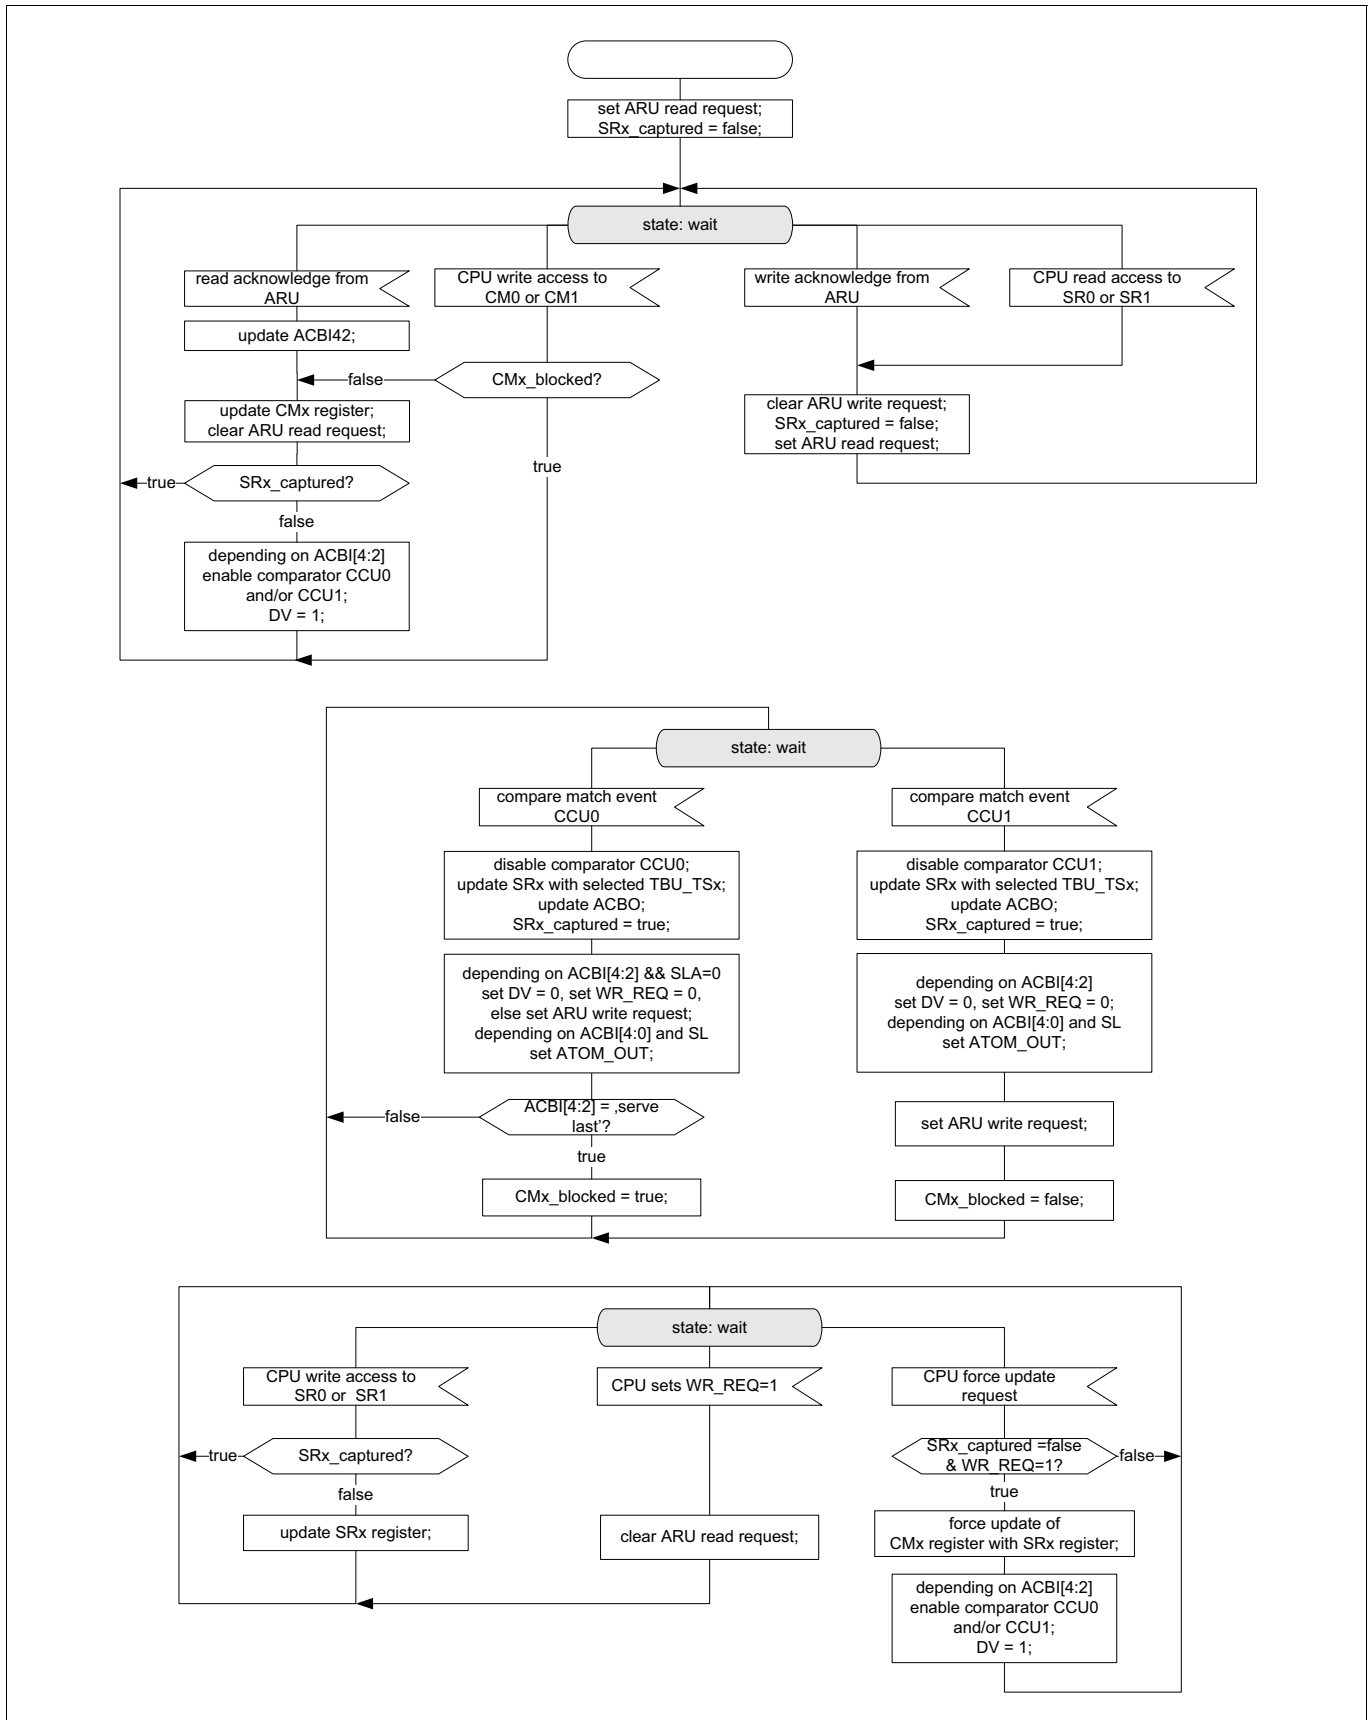 set ARU read request;
SRx_captured = false;
state: wait
read acknowledge from
ARU
CPU write access to
CM0 or CM1
write acknowledge from
ARU
CPU read access to
SR0 or SR1
update ACBI42;
false
CMx_blocked?
update CMx register;
clear ARU read request;
clear ARU write request;
SRx_captured = false;
set ARU read request;
true
true
SRx_captured?
false
depending on ACBI[4:2]
enable comparator CCU0
and/or CCU1;
DV = 1;
state: wait
compare match event
CCU0
compare match event
CCU1
disable comparator CCU0;
update SRx with selected TBU_TSx;
update ACBO;
SRx_captured = true;
disable comparator CCU1;
update SRx with selected TBU_TSx;
update ACBO;
SRx_captured = true;
depending on ACBI[4:2] && SLA=0
set DV = 0, set WR_REQ = 0,
else set ARU write request;
depending on ACBI[4:0] and SL
set ATOM_OUT;
depending on ACBI[4:2]
set DV = 0, set WR_REQ = 0;
depending on ACBI[4:0] and SL
set ATOM_OUT;
false
ACBI[4:2] = ‚serve
last'?
set ARU write request;
true
CMx_blocked = true;
CMx_blocked = false;
state: wait
CPU write access to
SR0 or SR1
CPU sets WR_REQ=1
CPU force update
request
true
SRx_captured?
SRx_captured =false
& WR_REQ=1?
false
false
true
update SRx register;
clear ARU read request;
force update of
CMx register with SRx register;
depending on ACBI[4:2]
enable comparator CCU0
and/or CCU1;
DV = 1;